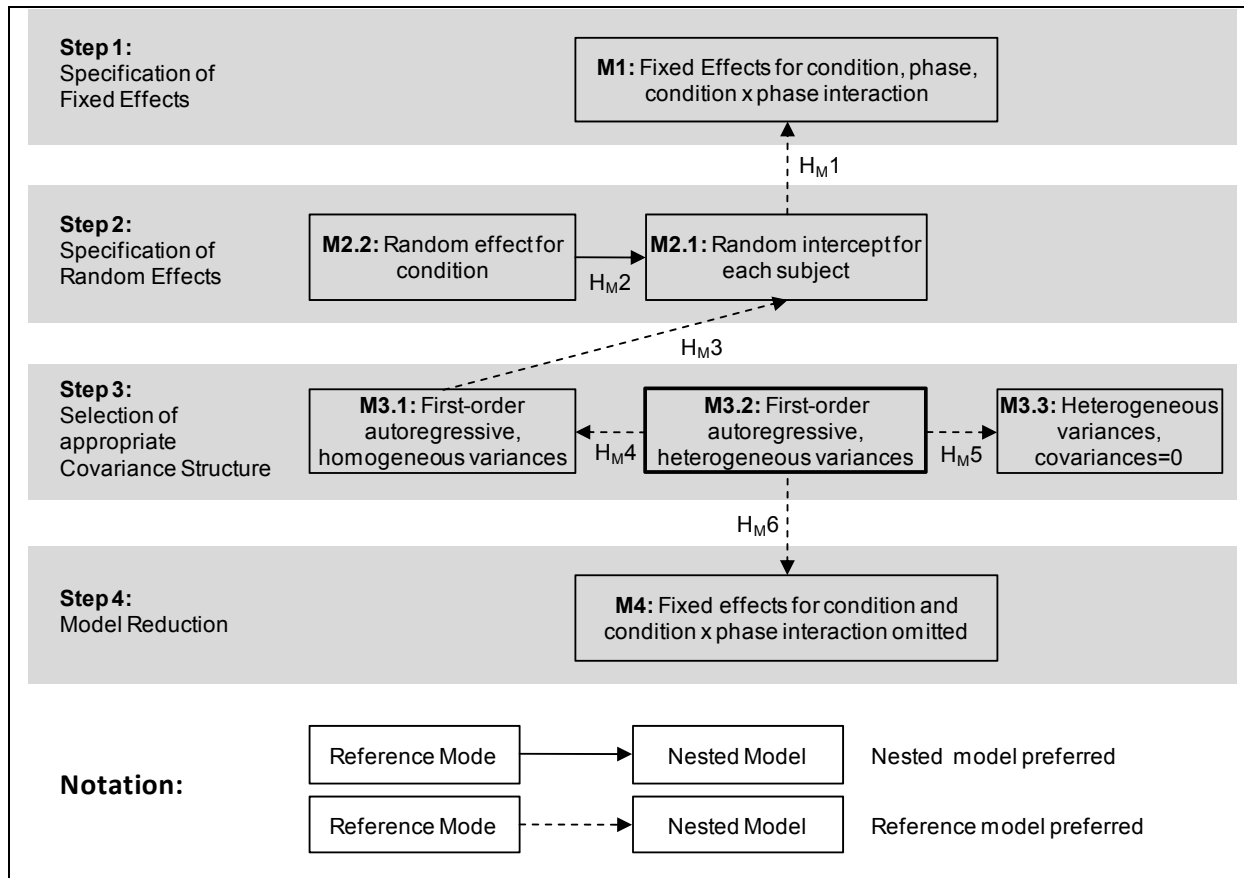 Step 1:
Specification of
Fixed Effects
M1: Fixed Effects for condition, phase,
condition x phase interaction
HM1
Step 2:
Specification of
Random Effects
M2.2: Random effect for
condition
HM2
M2.1: Random intercept for
each subject
HM3
Step 3:
Selection of
appropriate
Covariance Structure
M3.1: First-order
autoregressive,
homogeneous variances
HM4
M3.2: First-order
autoregressive,
heterogeneous variances
HM5
M3.3: Heterogeneous
variances,
covariances=0
HM6
Step 4:
Model Reduction
M4: Fixed effects for condition and
condition x phase interaction omitted
Notation:
Reference Mode
Nested Model
Nested model preferred
Reference Mode
Nested Model
Reference model preferred